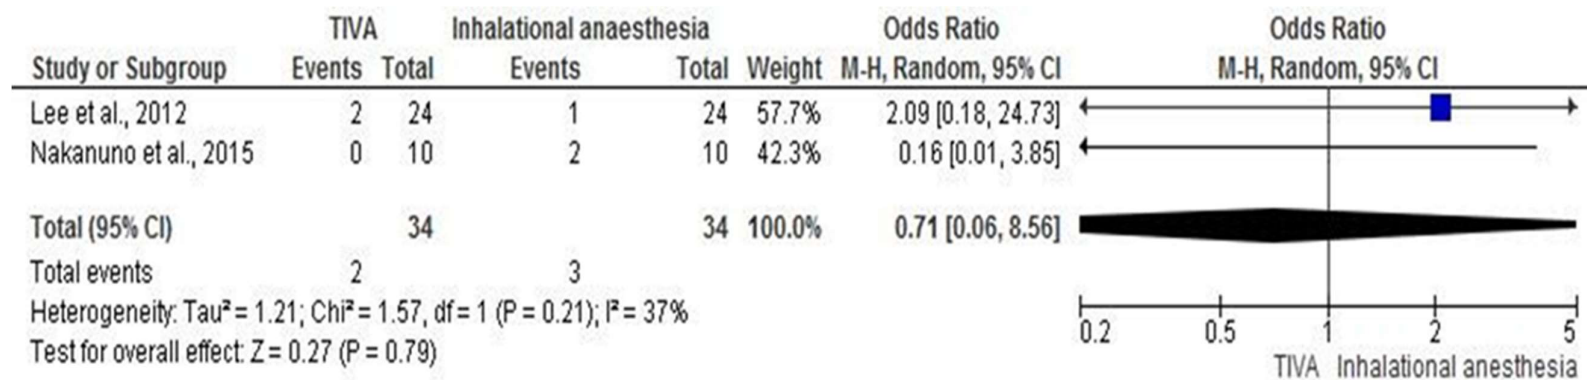 TIVA Inhalational anaesthesia Odds Ratio Odds Ratio
Study or Subgroup Events Total Events Total Weight M-H, Random, 95% CI M-H, Random, 95% CI
Lee et al., 2012 2 24 1 24 57.7% 2.09 [0.18, 24.73]
Nakanuno et al., 2015 0 10 2 10 42.3% 0.16 [0.01, 3.85]
Total (95% CI) 34 34 100.0% 0.71 [0.06, 8.56]
Total events 2 3
Heterogeneity: Tau² = 1.21; Chi² = 1.57, df = 1 (P = 0.21); I² = 37%
Test for overall effect: Z = 0.27 (P = 0.79)
0.2 0.5 1 2 5
TIVA Inhalational anesthesia